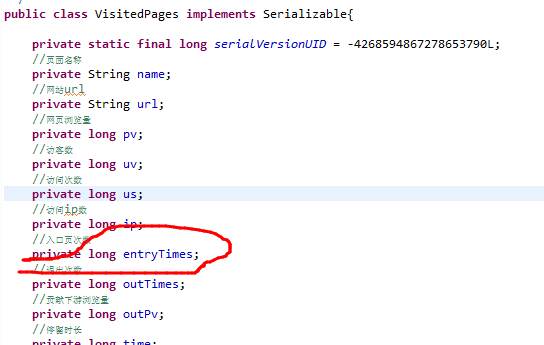 public class VisitedPages implements Serializable{
private static final long serialVersionUID = -4268594867278653790L;
//页面名称
private String name;
//网站url
private String url;
//网页浏览量
private long pv;
//访客数
private long uv;
//访问次数
private long us;
//访问ip数
private long ip;
//入口页次数
private long entryTimes;
//退出次数
private long outTimes;
//贡献下游浏览量
private long outPv;
//停留时长
private long time;